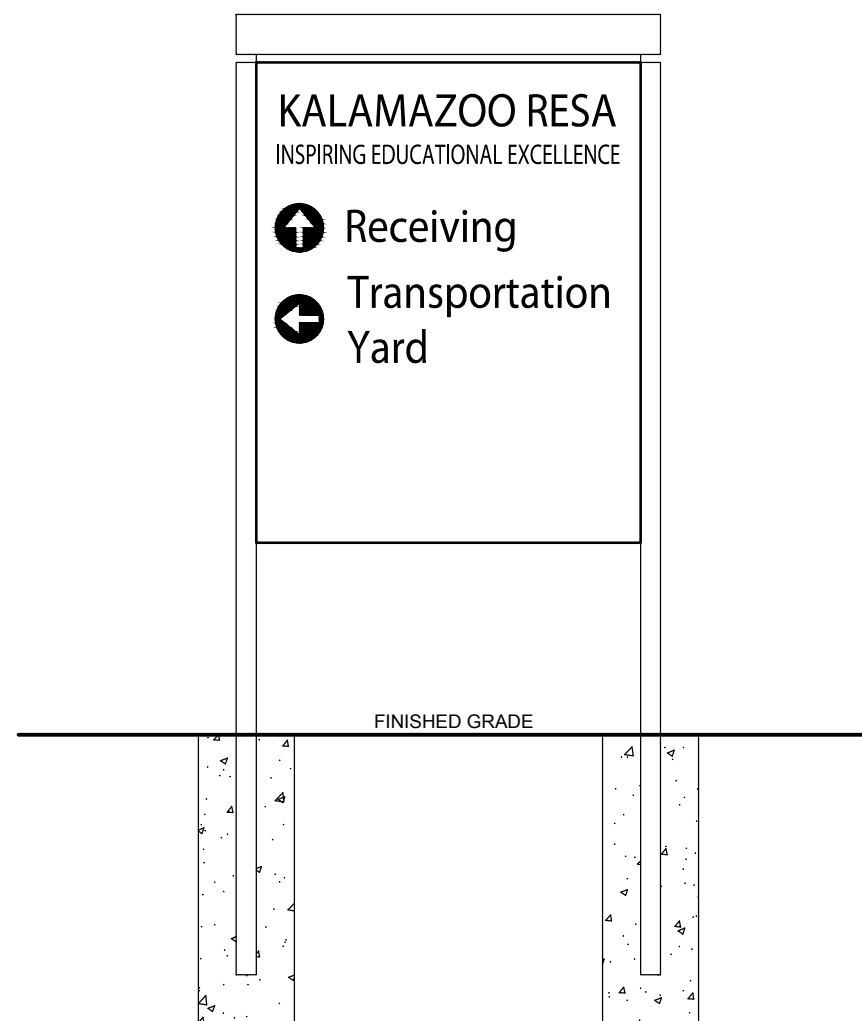 KALAMAZOO RESA
INSPIRING EDUCATIONAL EXCELLENCE
Receiving
Transportation
Yard
FINISHED GRADE